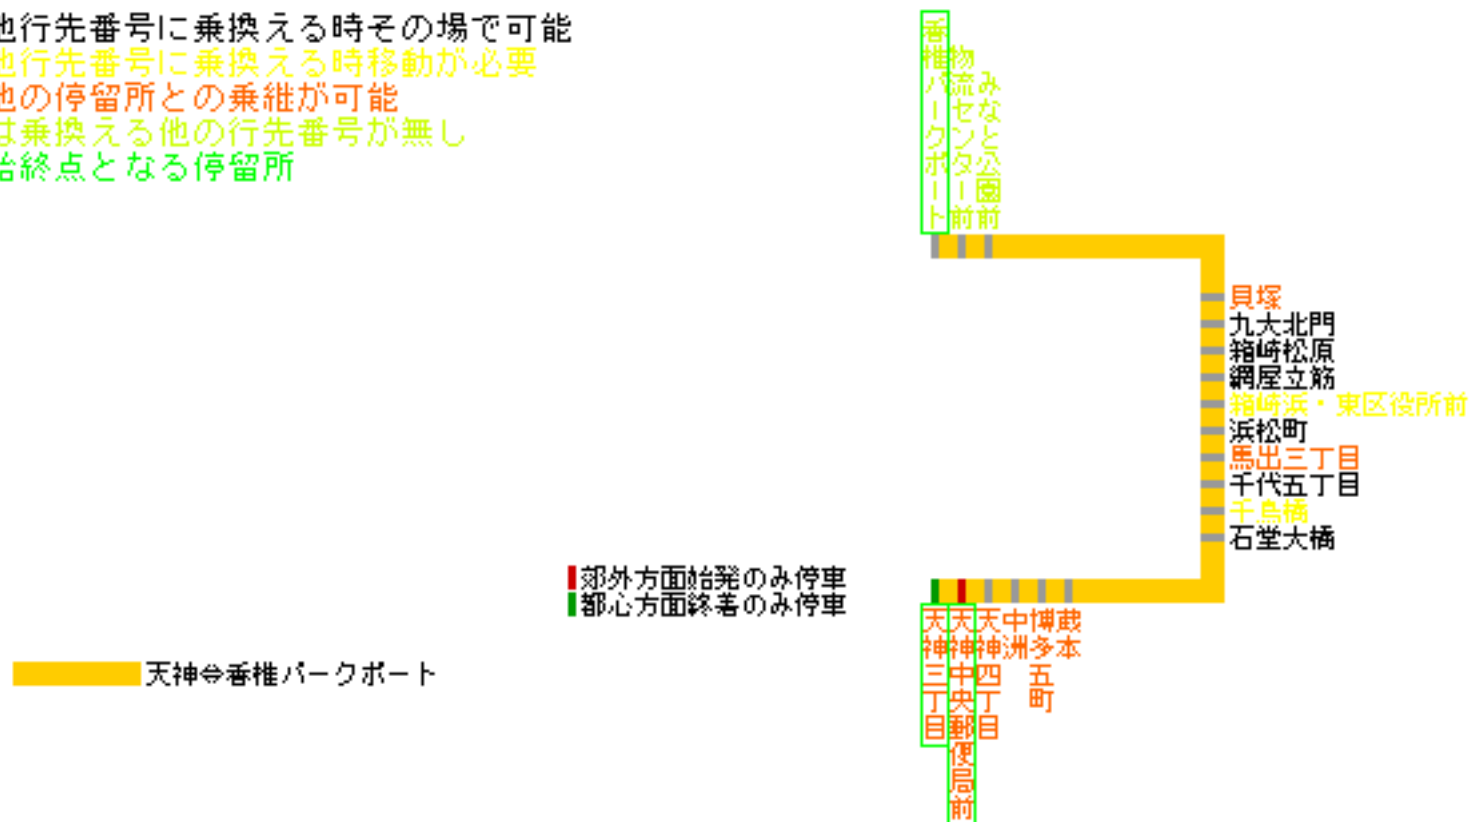 他行先番号に乗換える時その場で可能
他行先番号に乗換える時移動が必要
他の停留所との乗継が可能
は乗換える他の行先番号が無し
始終点となる停留所
香椎パークポート
物流センター前
みなと公園前
貝塚
九大北門
箱崎松原
網屋立筋
箱崎浜・東区役所前
浜松町
馬出三丁目
千代五丁目
千鳥橋
石堂大橋
郊外方面始発のみ停車
都心方面終着のみ停車
天神三丁目
天神中央郵便局前
天神四丁目
中洲
博多五町
蔵本
天神⇔香椎パークポート